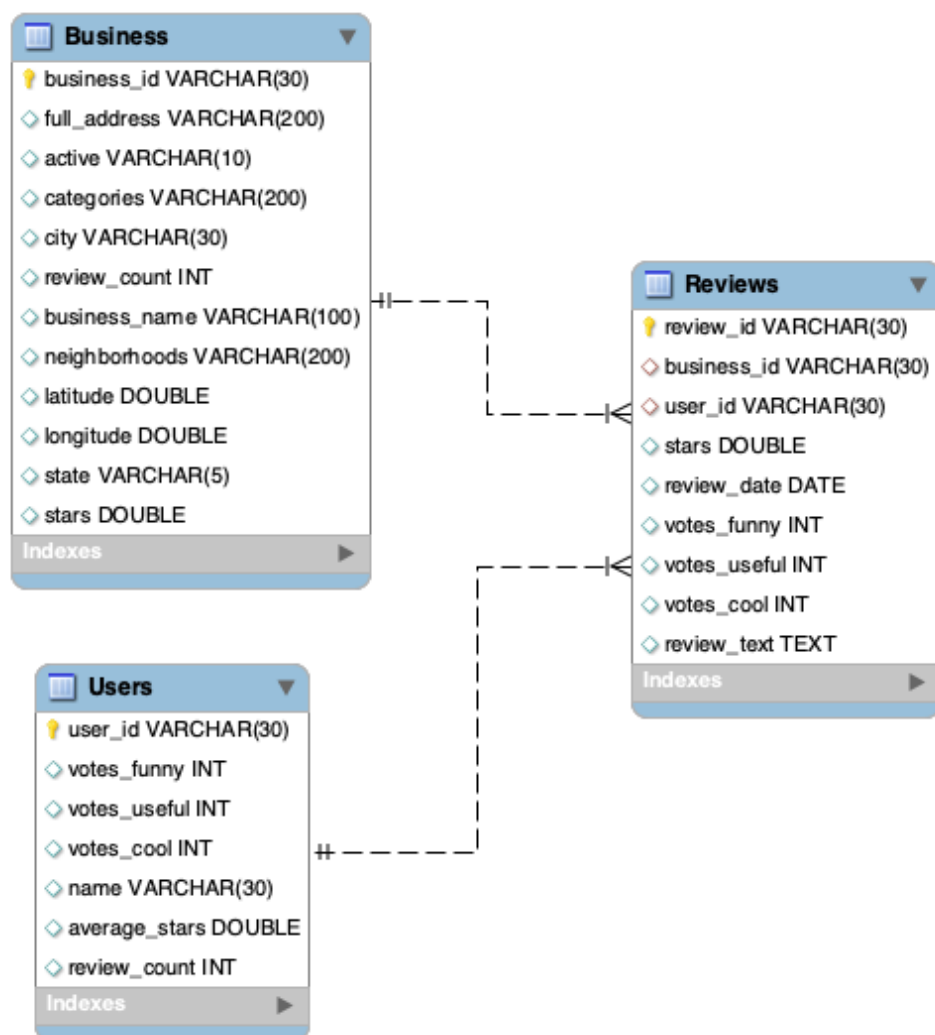 Business
business_id VARCHAR(30)
full_address VARCHAR(200)
active VARCHAR(10)
categories VARCHAR(200)
city VARCHAR(30)
review_count INT
business_name VARCHAR(100)
neighborhoods VARCHAR(200)
latitude DOUBLE
longitude DOUBLE
state VARCHAR(5)
stars DOUBLE
Indexes
Reviews
review_id VARCHAR(30)
business_id VARCHAR(30)
user_id VARCHAR(30)
stars DOUBLE
review_date DATE
votes_funny INT
votes_useful INT
votes_cool INT
review_text TEXT
Indexes
Users
user_id VARCHAR(30)
votes_funny INT
votes_useful INT
votes_cool INT
name VARCHAR(30)
average_stars DOUBLE
review_count INT
Indexes